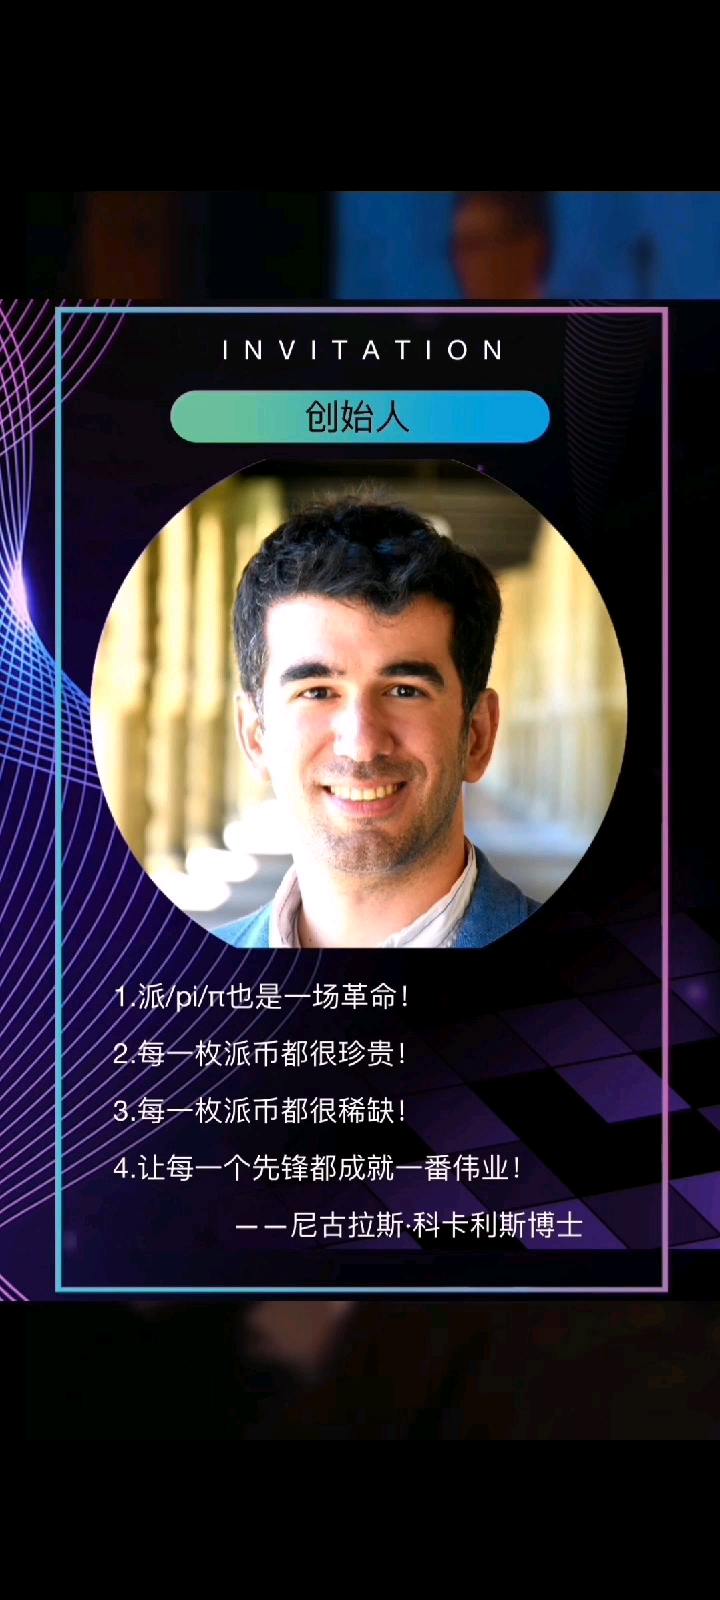 INVITATION
创始人
1.派/pi/π也是一场革命！
2.每一枚派币都很珍贵！
3.每一枚派币都很稀缺！
4.让每一个先锋都成就一番伟业！
——尼古拉斯·科卡利斯博士